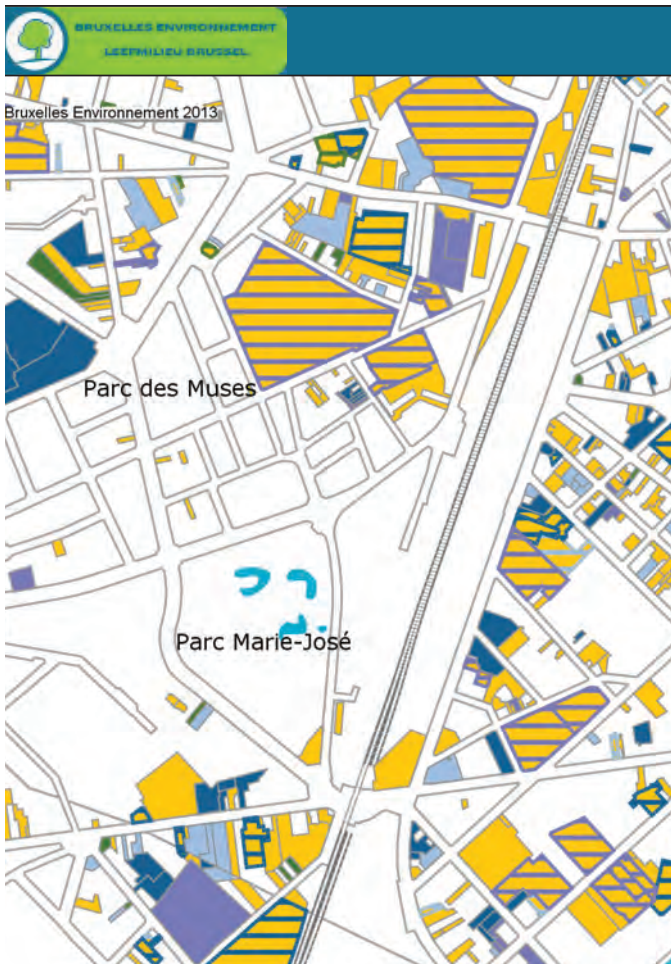 BRUXELLES ENVIRONNEMENT
LEEFMILIEU BRUSSEL
Bruxelles Environnement 2013
Parc des Muses
Parc Marie-José